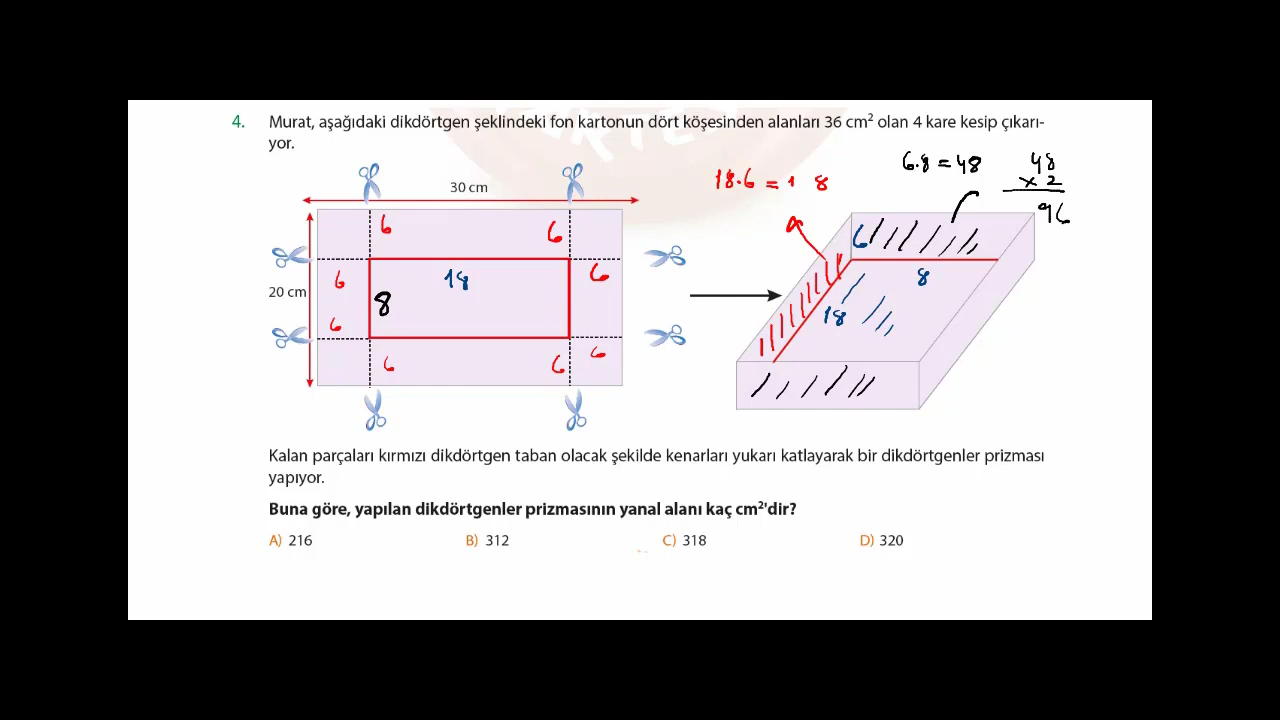 4. Murat, aşağıdaki dikdörtgen şeklindeki fon kartonun dört köşesinden alanları 36 cm² olan 4 kare kesip çıkarı-
yor.
6.8 = 48
48
x 2
96
18.6 = 1 8
30 cm
6 6
6 18 6
20 cm
8
6 6
6 6
6
8
18
Kalan parçaları kırmızı dikdörtgen taban olacak şekilde kenarları yukarı katlayarak bir dikdörtgenler prizması
yapıyor.
Buna göre, yapılan dikdörtgenler prizmasının yanal alanı kaç cm²'dir?
A) 216 B) 312 C) 318 D) 320